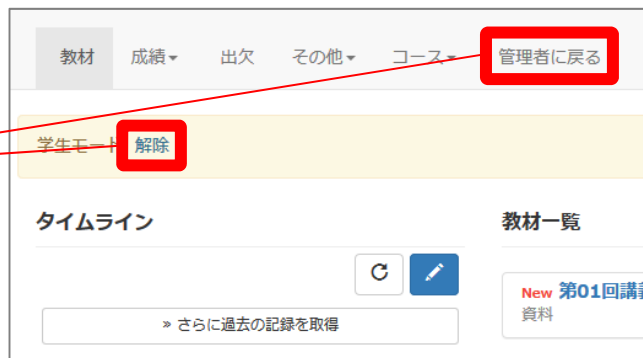 教材 成績 出欠 その他 コース 管理者に戻る
学生モード 解除
タイムライン 教材一覧
New 第01回講
資料
» さらに過去の記録を取得